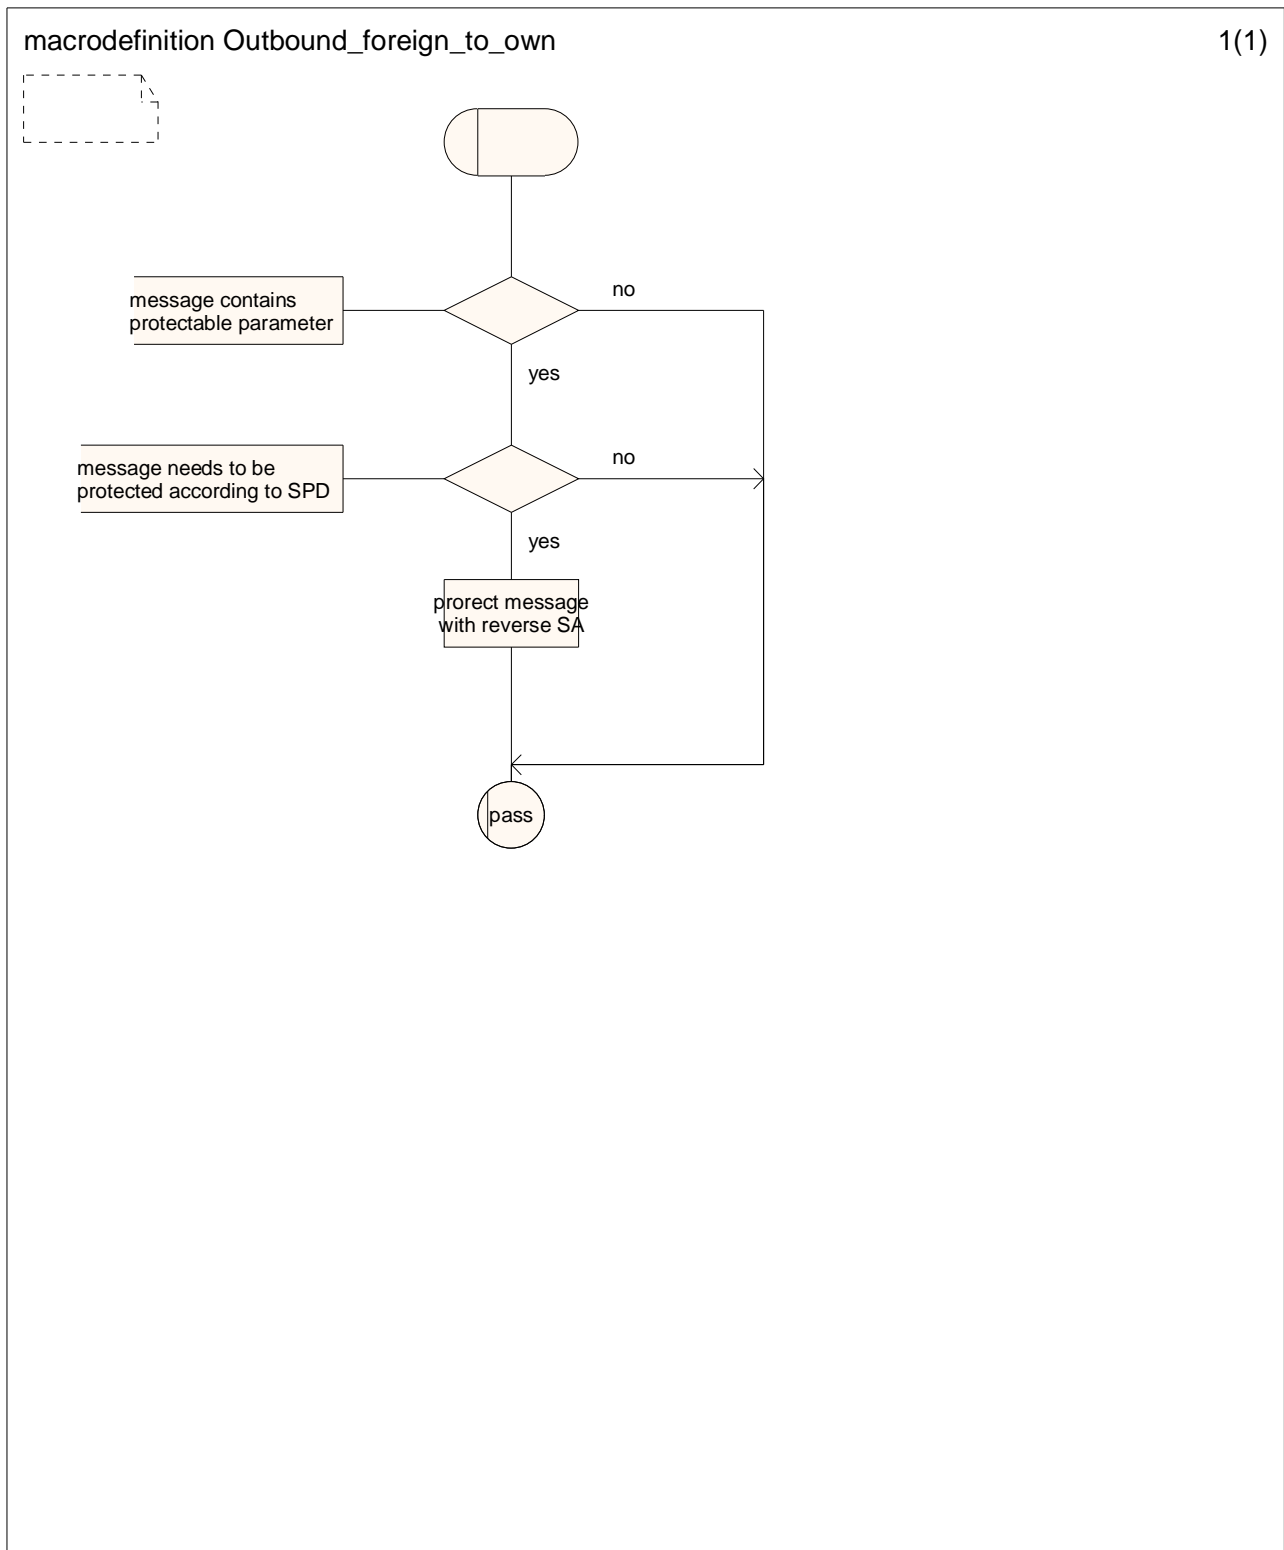 macrodefinition Outbound_foreign_to_own
1(1)
message contains
protectable parameter
no
yes
message needs to be
protected according to SPD
no
yes
prorect message
with reverse SA
pass